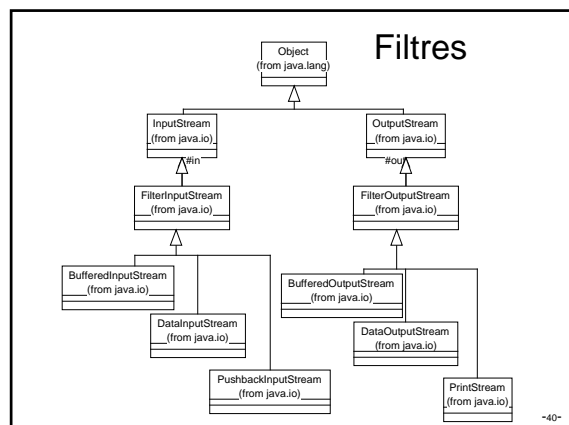 Filtres
Object
(from java.lang)
InputStream
(from java.io)
#in
OutputStream
(from java.io)
#out
FilterInputStream
(from java.io)
FilterOutputStream
(from java.io)
BufferedInputStream
(from java.io)
DataInputStream
(from java.io)
PushbackInputStream
(from java.io)
BufferedOutputStream
(from java.io)
DataOutputStream
(from java.io)
PrintStream
(from java.io)
-40-